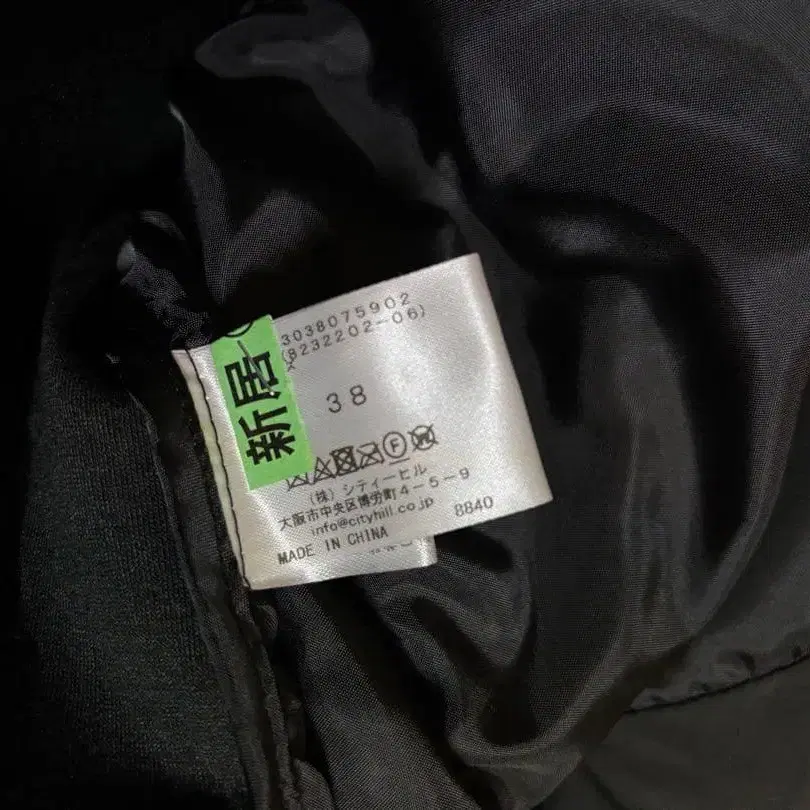 新居
3038075902
(8232202-06)
38
F
W
(株) シティーヒル
大阪市中央区博労町4-5-9
info@cityhill.co.jp
8840
MADE IN CHINA